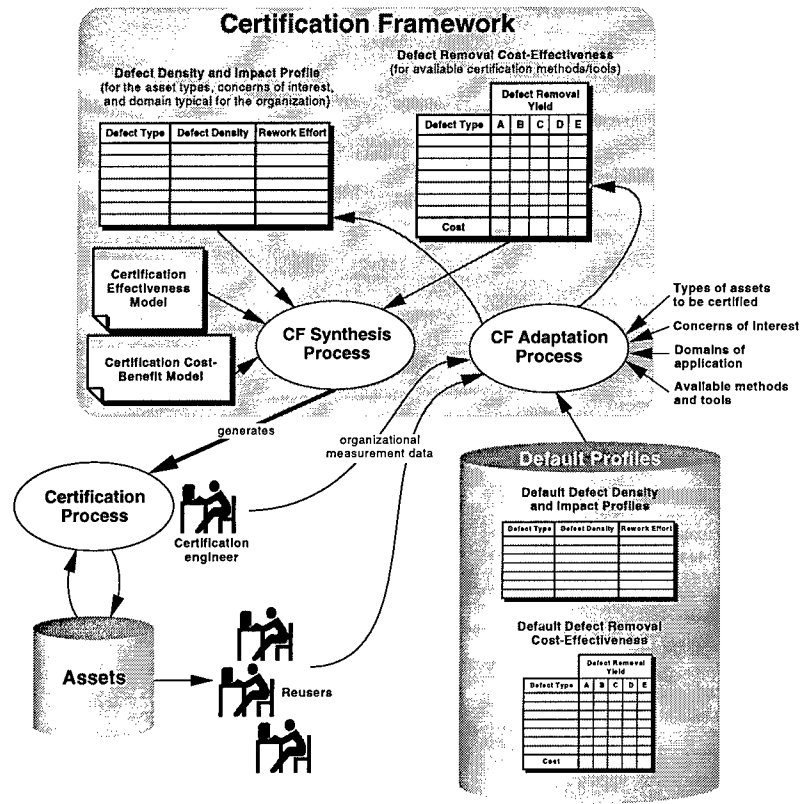 Certification Framework
Defect Density and Impact Profile
(for the asset types, concerns of interest,
and domain typical for the organization)
Defect Type Defect Density Rework Effort
Defect Removal Cost-Effectiveness
(for available certification methods/tools)
Defect Removal
Yield
Defect Type A B C D E
Cost
Certification
Effectiveness
Model
Certification Cost-
Benefit Model
CF Synthesis
Process
CF Adaptation
Process
Types of assets
to be certified
Concerns of Interest
Domains of
application
Available methods
and tools
generates
organizational
measurement data
Certification
Process
Certification
engineer
Assets
Reusers
Default Profiles
Default Defect Density
and Impact Profiles
Defect Type Defect Density Rework Effort
Default Defect Removal
Cost-Effectiveness
Defect Removal
Yield
Defect Type A B C D E
Cost